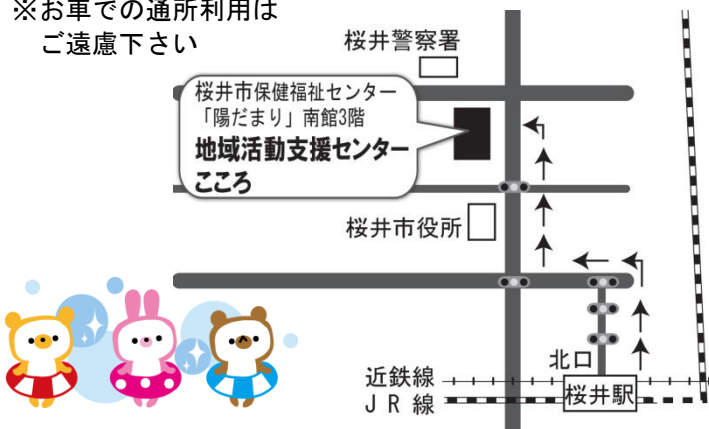 ※お車での通所利用は
ご遠慮下さい
桜井警察署
桜井市保健福祉センター
「陽だまり」南館3階
地域活動支援センター
こころ
桜井市役所
北口
近鉄線
JR線
桜井駅